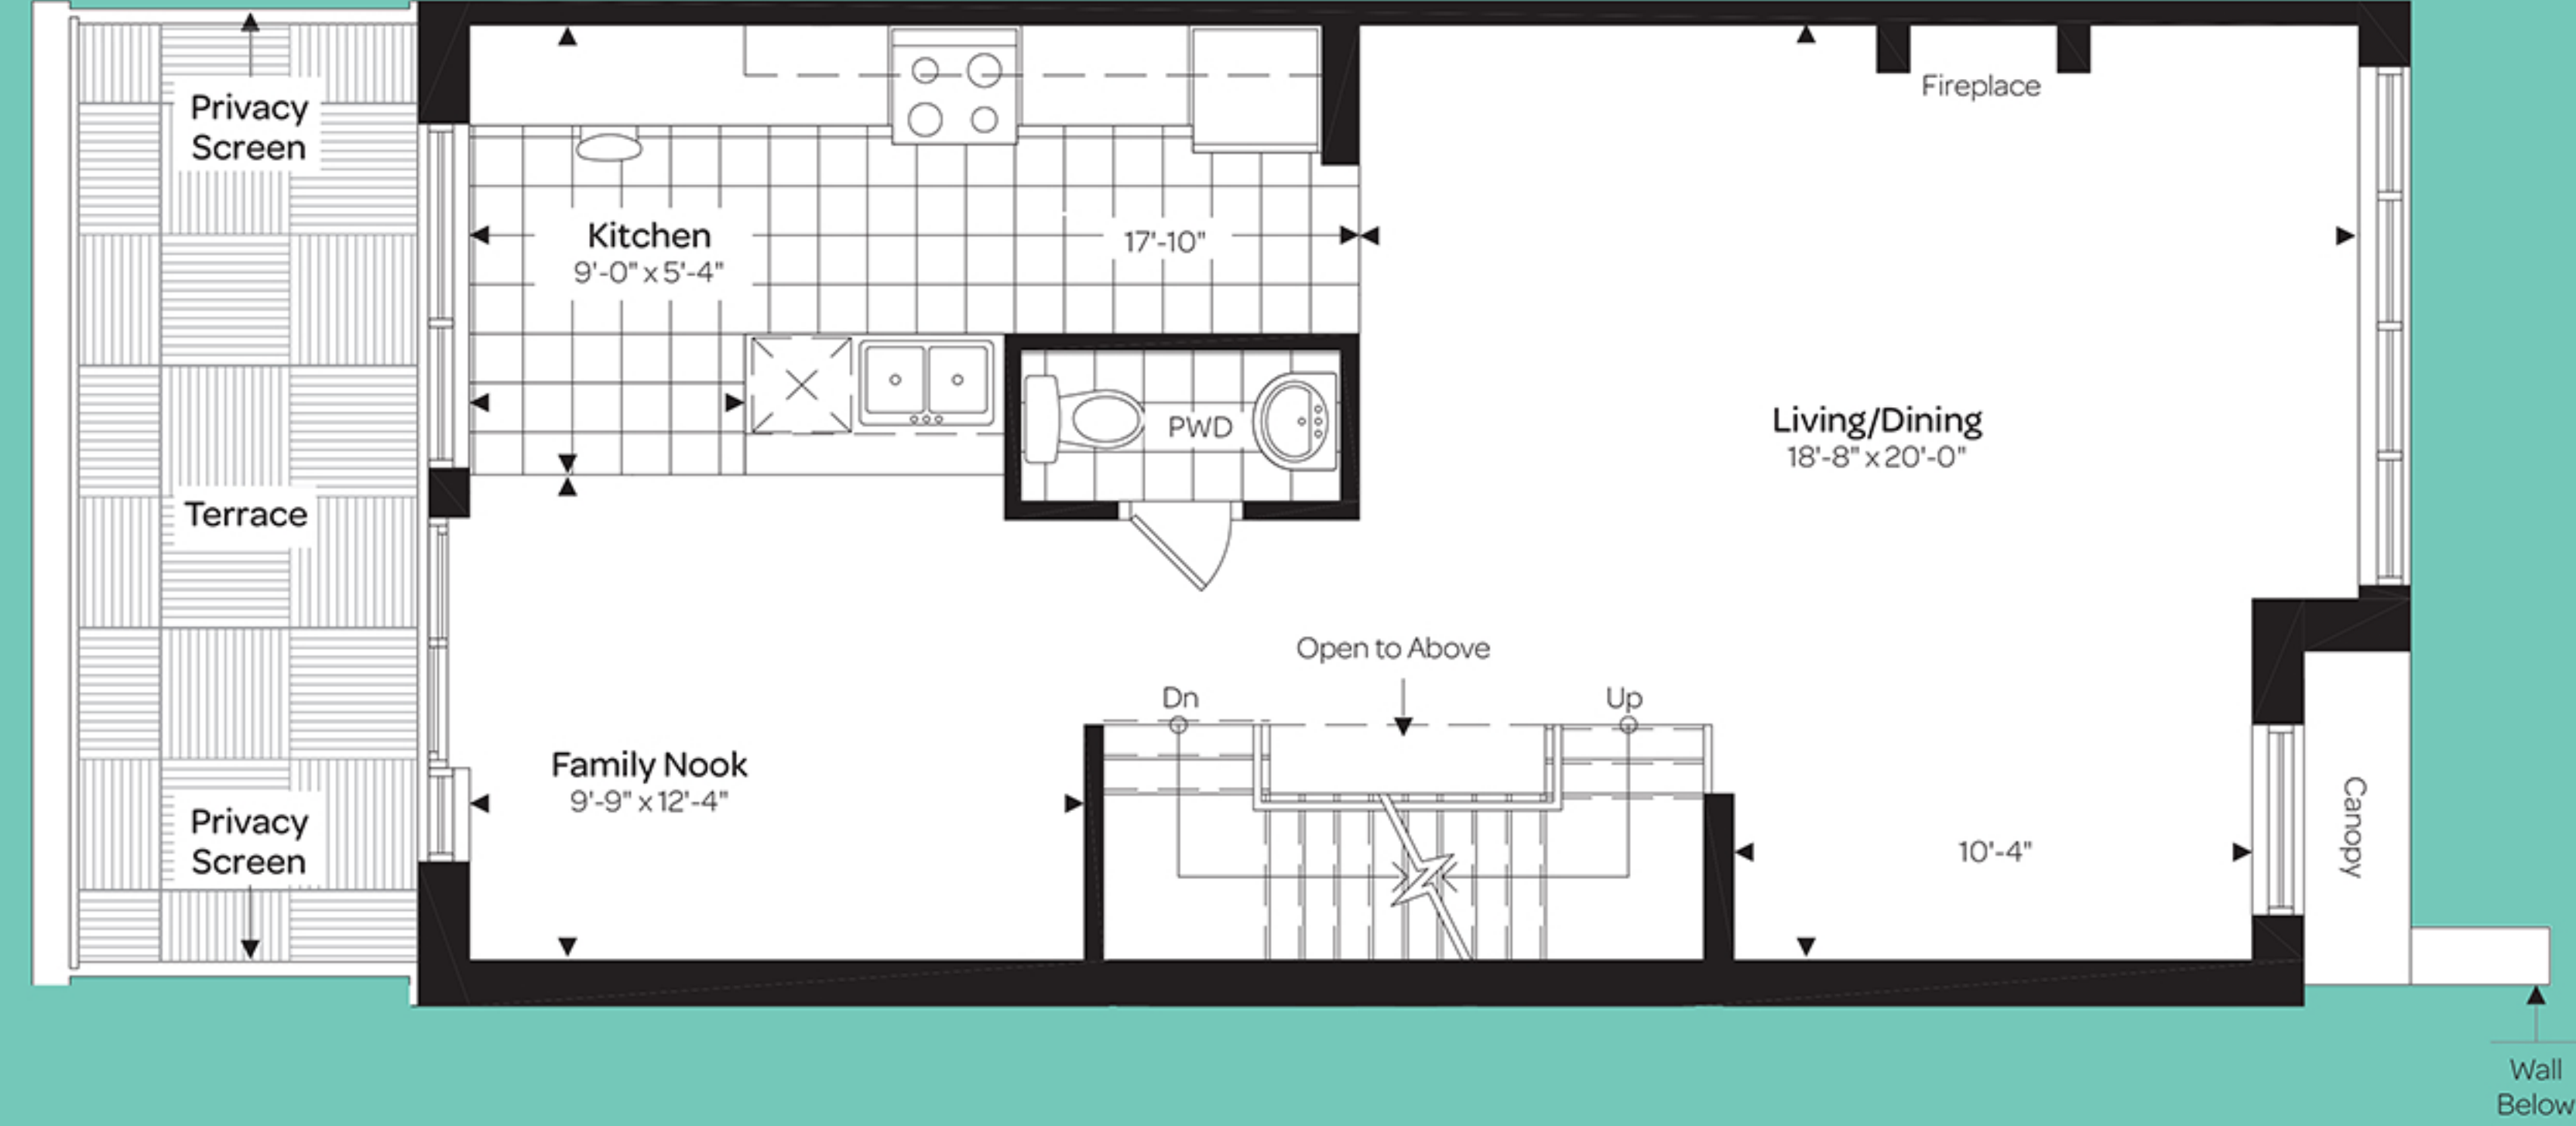 Privacy
Screen
Fireplace
Kitchen
9'-0" x 5'-4"
17'-10"
PWD
Living/Dining
18'-8" x 20'-0"
Terrace
Open to Above
Dn
Up
Family Nook
9'-9" x 12'-4"
Privacy
Screen
10'-4"
Canopy
Wall
Below